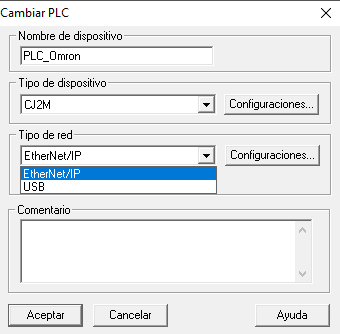 Cambiar PLC
Nombre de dispositivo
PLC_Omron
Tipo de dispositivo
CJ2M
Configuraciones...
Tipo de red
EtherNet/IP
Configuraciones...
EtherNet/IP
USB
Comentario
Aceptar
Cancelar
Ayuda